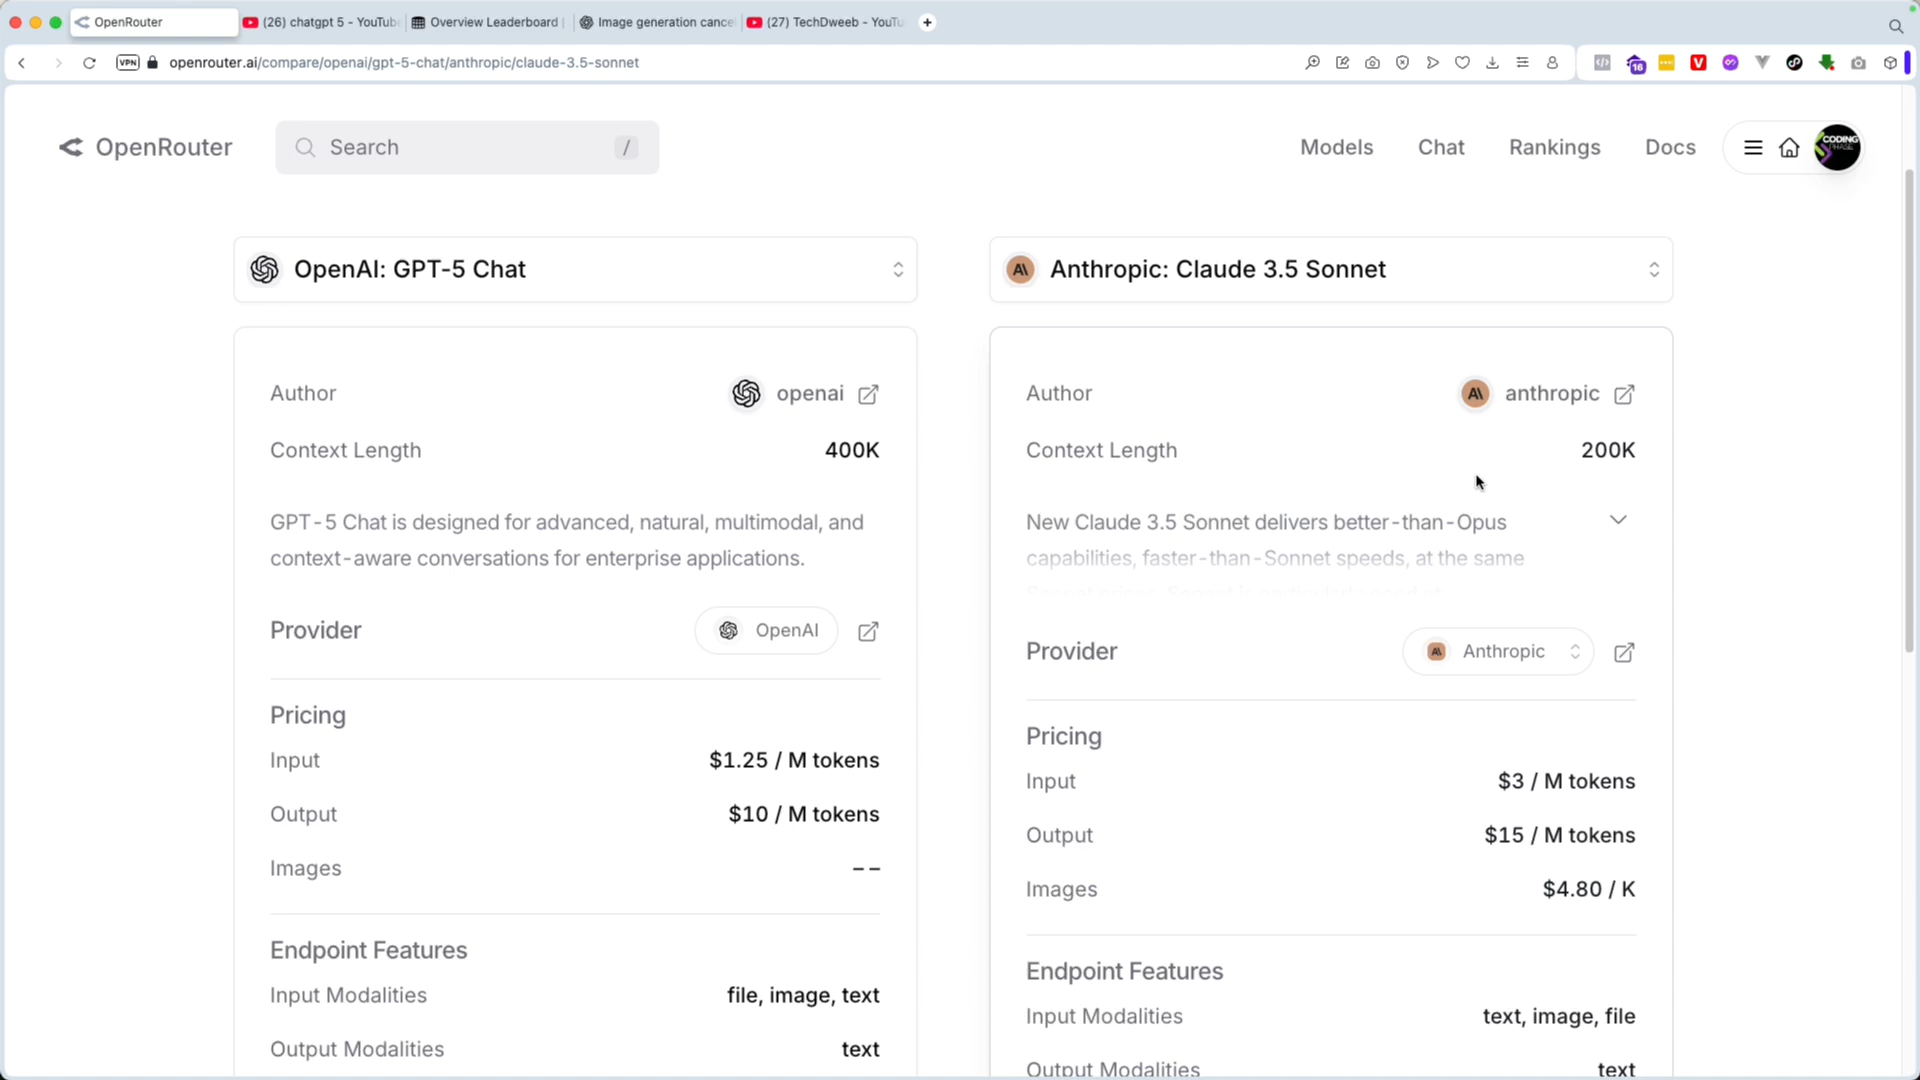 OpenRouter
(26) chatgpt 5 - YouTub
Overview Leaderboard
Image generation cance
(27) TechDweeb - YouTu
VPN
openrouter.ai/compare/openai/gpt-5-chat/anthropic/claude-3.5-sonnet
16
OpenRouter
Search
/
Models
Chat
Rankings
Docs
CODING
PHASE
OpenAI: GPT-5 Chat
Author
openai
Context Length
400K
GPT-5 Chat is designed for advanced, natural, multimodal, and
context-aware conversations for enterprise applications.
Provider
OpenAI
Pricing
Input
$1.25 / M tokens
Output
$10 / M tokens
Images
--
Endpoint Features
Input Modalities
file, image, text
Output Modalities
text
Anthropic: Claude 3.5 Sonnet
Author
anthropic
Context Length
200K
New Claude 3.5 Sonnet delivers better-than-Opus
capabilities, faster-than-Sonnet speeds, at the same
Provider
Anthropic
Pricing
Input
$3 / M tokens
Output
$15 / M tokens
Images
$4.80 / K
Endpoint Features
Input Modalities
text, image, file
Output Modalities
text